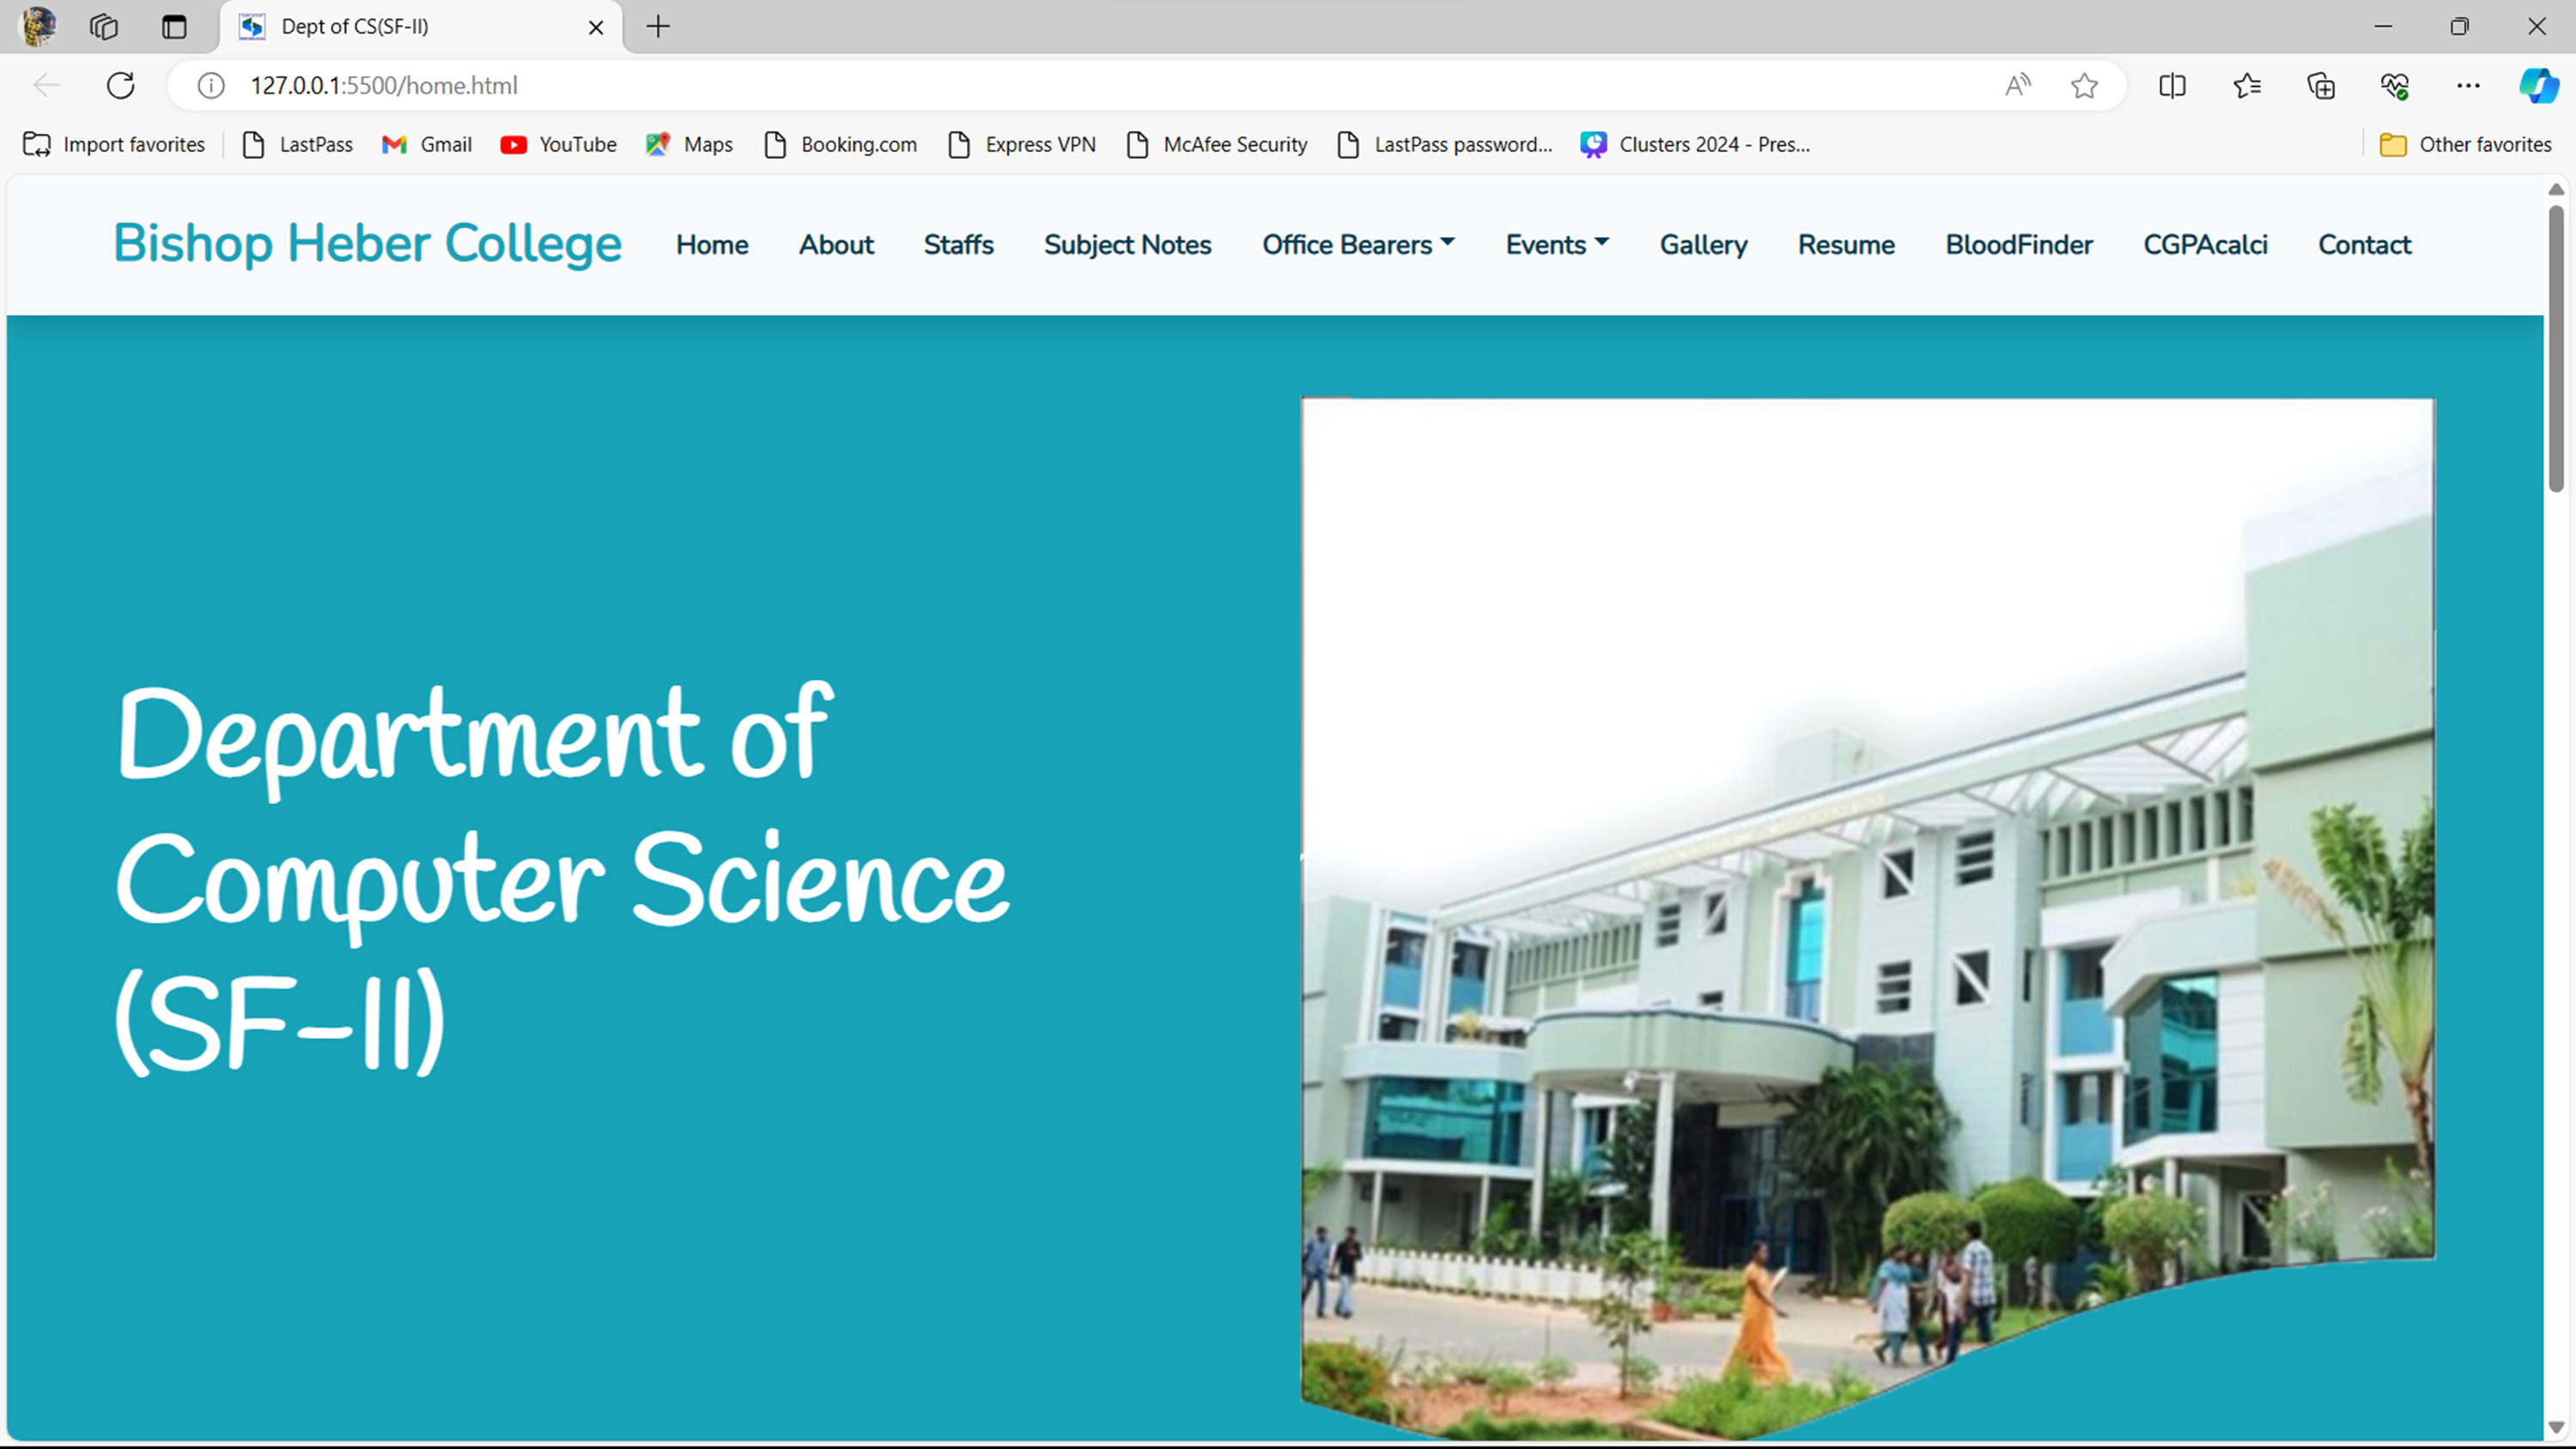 Dept of CS(SF-II)
127.0.0.1:5500/home.html
Import favorites LastPass Gmail YouTube Maps Booking.com Express VPN McAfee Security LastPass password... Clusters 2024 - Pres... Other favorites
Bishop Heber College Home About Staffs Subject Notes Office Bearers Events Gallery Resume BloodFinder CGPAcalci Contact
Department of
Computer Science
(SF-II)